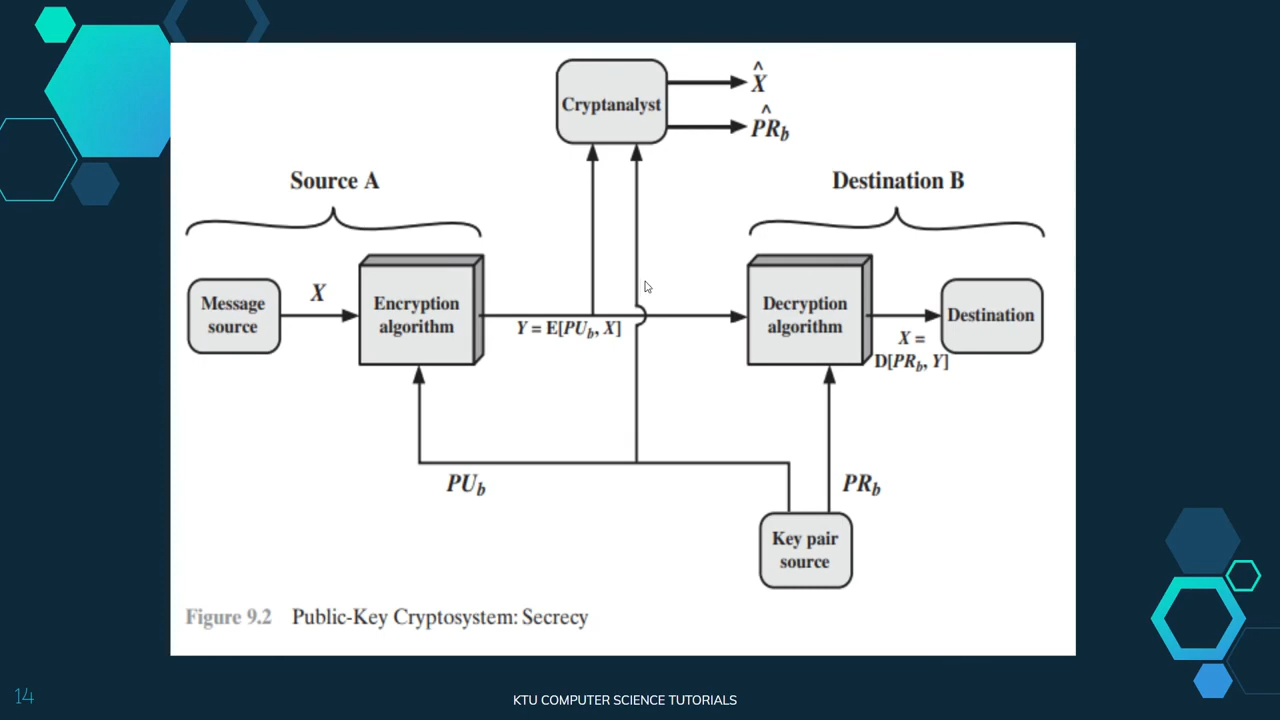 Cryptanalyst
X̂
P̂R_b
Source A
Destination B
Message
source
X
Encryption
algorithm
Y = E[PU_b, X]
Decryption
algorithm
X =
D[PR_b, Y]
Destination
PU_b
PR_b
Key pair
source
Figure 9.2 Public-Key Cryptosystem: Secrecy
14
KTU COMPUTER SCIENCE TUTORIALS